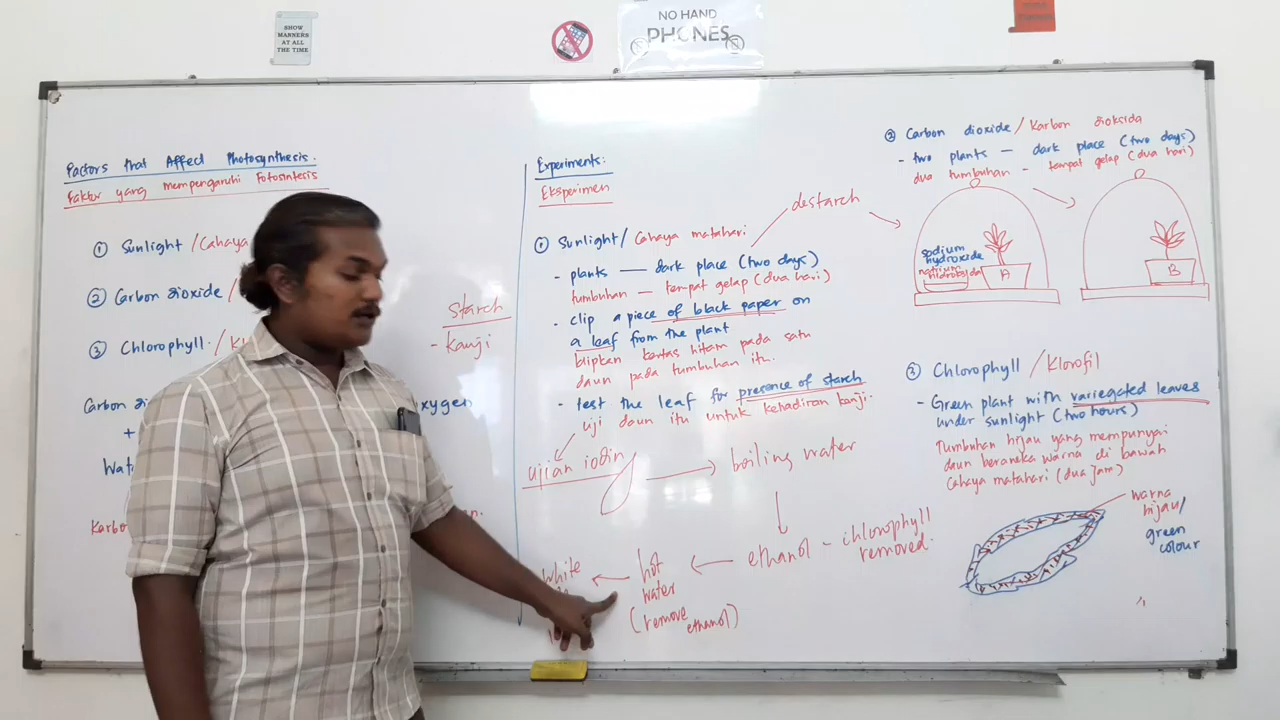 SHOW
MANNERS
AT ALL
THE TIME
NO HAND
PHONES
Factors that Affect Photosynthesis.
Faktor yang mempengaruhi Fotosintesis
① Sunlight / Cahaya
② Carbon dioxide /
③ Chlorophyll /
Carbon
+
starch
- kanji
Experiments:
Eksperimen
① Sunlight / Cahaya matahari
destarch
- plants — dark place (two days)
tumbuhan — tempat gelap (dua hari)
- clip a piece of black paper on
a leaf from the plant
klipkan kertas hitam pada satu
daun pada tumbuhan itu.
- test the leaf for presence of starch
uji daun itu untuk kehadiran kanji.
ujian iodin
boiling water
ethanol - chlorophyll
removed.
hot
water
(remove ethanol)
white
② Carbon dioxide / Karbon dioksida
- two plants — dark place (two days)
dua tumbuhan - tempat gelap (dua hari)
sodium
hydroxide
natrium
hidroksida
A
B
③ Chlorophyll / Klorofil
- Green plant with variegated leaves
under sunlight (two hours)
Tumbuhan hijau yang mempunyai
daun beraneka warna di bawah
cahaya matahari (dua jam)
warna
hijau /
green
colour